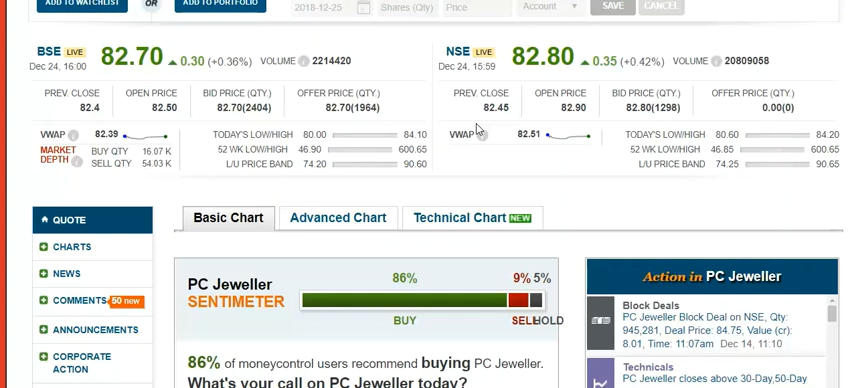 ADD TO WATCHLIST OR ADD TO PORTFOLIO 2018-12-25 Shares (Qty) Price Account SAVE CANCEL
BSE LIVE 82.70 0.30 (+0.36%) VOLUME 2214420
Dec 24, 16:00
NSE LIVE 82.80 0.35 (+0.42%) VOLUME 20809058
Dec 24, 15:59
PREV. CLOSE OPEN PRICE BID PRICE (QTY.) OFFER PRICE (QTY.)
82.4 82.50 82.70(2404) 82.70(1964)
PREV. CLOSE OPEN PRICE BID PRICE (QTY.) OFFER PRICE (QTY.)
82.45 82.90 82.80(1298) 0.00(0)
VWAP 82.39 TODAY'S LOW/HIGH 80.00 84.10
MARKET DEPTH BUY QTY 16.07 K 52 WK LOW/HIGH 46.90 600.65
SELL QTY 54.03 K L/U PRICE BAND 74.20 90.60
VWAP 82.51 TODAY'S LOW/HIGH 80.60 84.20
52 WK LOW/HIGH 46.85 600.65
L/U PRICE BAND 74.25 90.65
QUOTE
CHARTS
NEWS
COMMENTS 50 new
ANNOUNCEMENTS
CORPORATE
ACTION
Basic Chart Advanced Chart Technical Chart NEW
PC Jeweller
SENTIMETER
86% 9% 5%
BUY SELL HOLD
86% of moneycontrol users recommend buying PC Jeweller.
What's your call on PC Jeweller today?
Action in PC Jeweller
Block Deals
PC Jeweller Block Deal on NSE, Qty:
945,281, Deal Price: 84.75, Value (cr):
8.01, Time: 11:07am Dec 14, 11:10
Technicals
PC Jeweller closes above 30-Day,50-Day